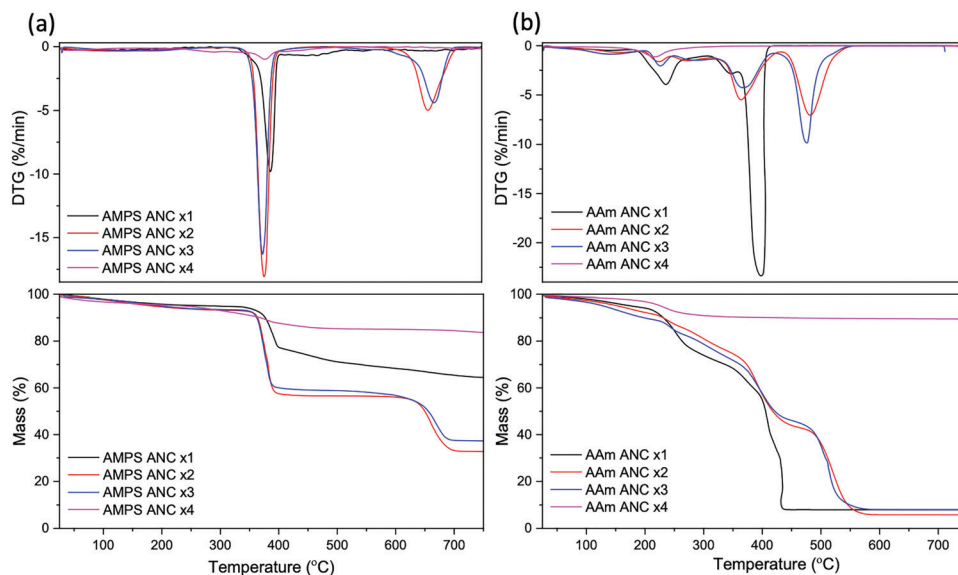 (a)
0
-5
-10
-15
DTG (%/min)
AMPS ANC x1
AMPS ANC x2
AMPS ANC x3
AMPS ANC x4
100
80
60
40
20
0
Mass (%)
AMPS ANC x1
AMPS ANC x2
AMPS ANC x3
AMPS ANC x4
100 200 300 400 500 600 700
Temperature (°C)
(b)
0
-5
-10
-15
-20
DTG (%/min)
AAm ANC x1
AAm ANC x2
AAm ANC x3
AAm ANC x4
100
80
60
40
20
0
Mass (%)
AAm ANC x1
AAm ANC x2
AAm ANC x3
AAm ANC x4
100 200 300 400 500 600 700
Temperature (°C)